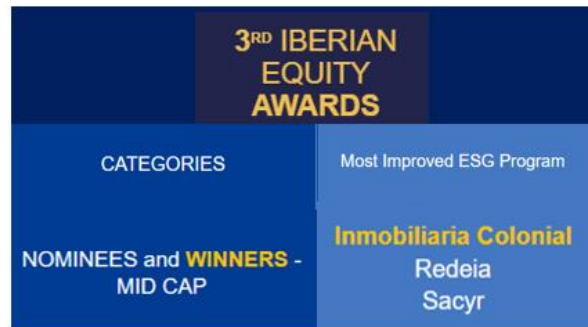 3RD IBERIAN
EQUITY
AWARDS
CATEGORIES
Most Improved ESG Program
NOMINEES and WINNERS -
MID CAP
Inmobiliaria Colonial
Redeia
Sacyr